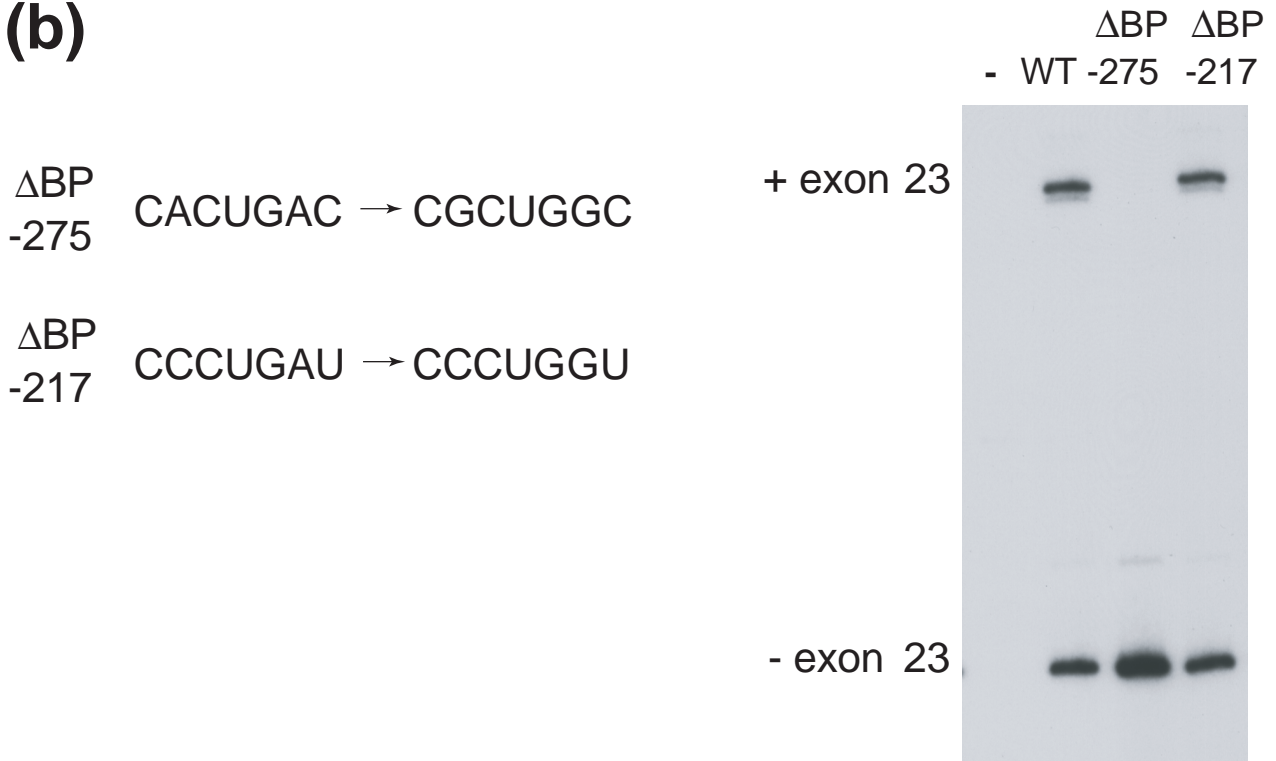 (b)
ΔBP ΔBP
- WT -275 -217
+ exon 23
ΔBP
-275
CACUGAC → CGCUGGC
ΔBP
-217
CCCUGAU → CCCUGGU
- exon 23